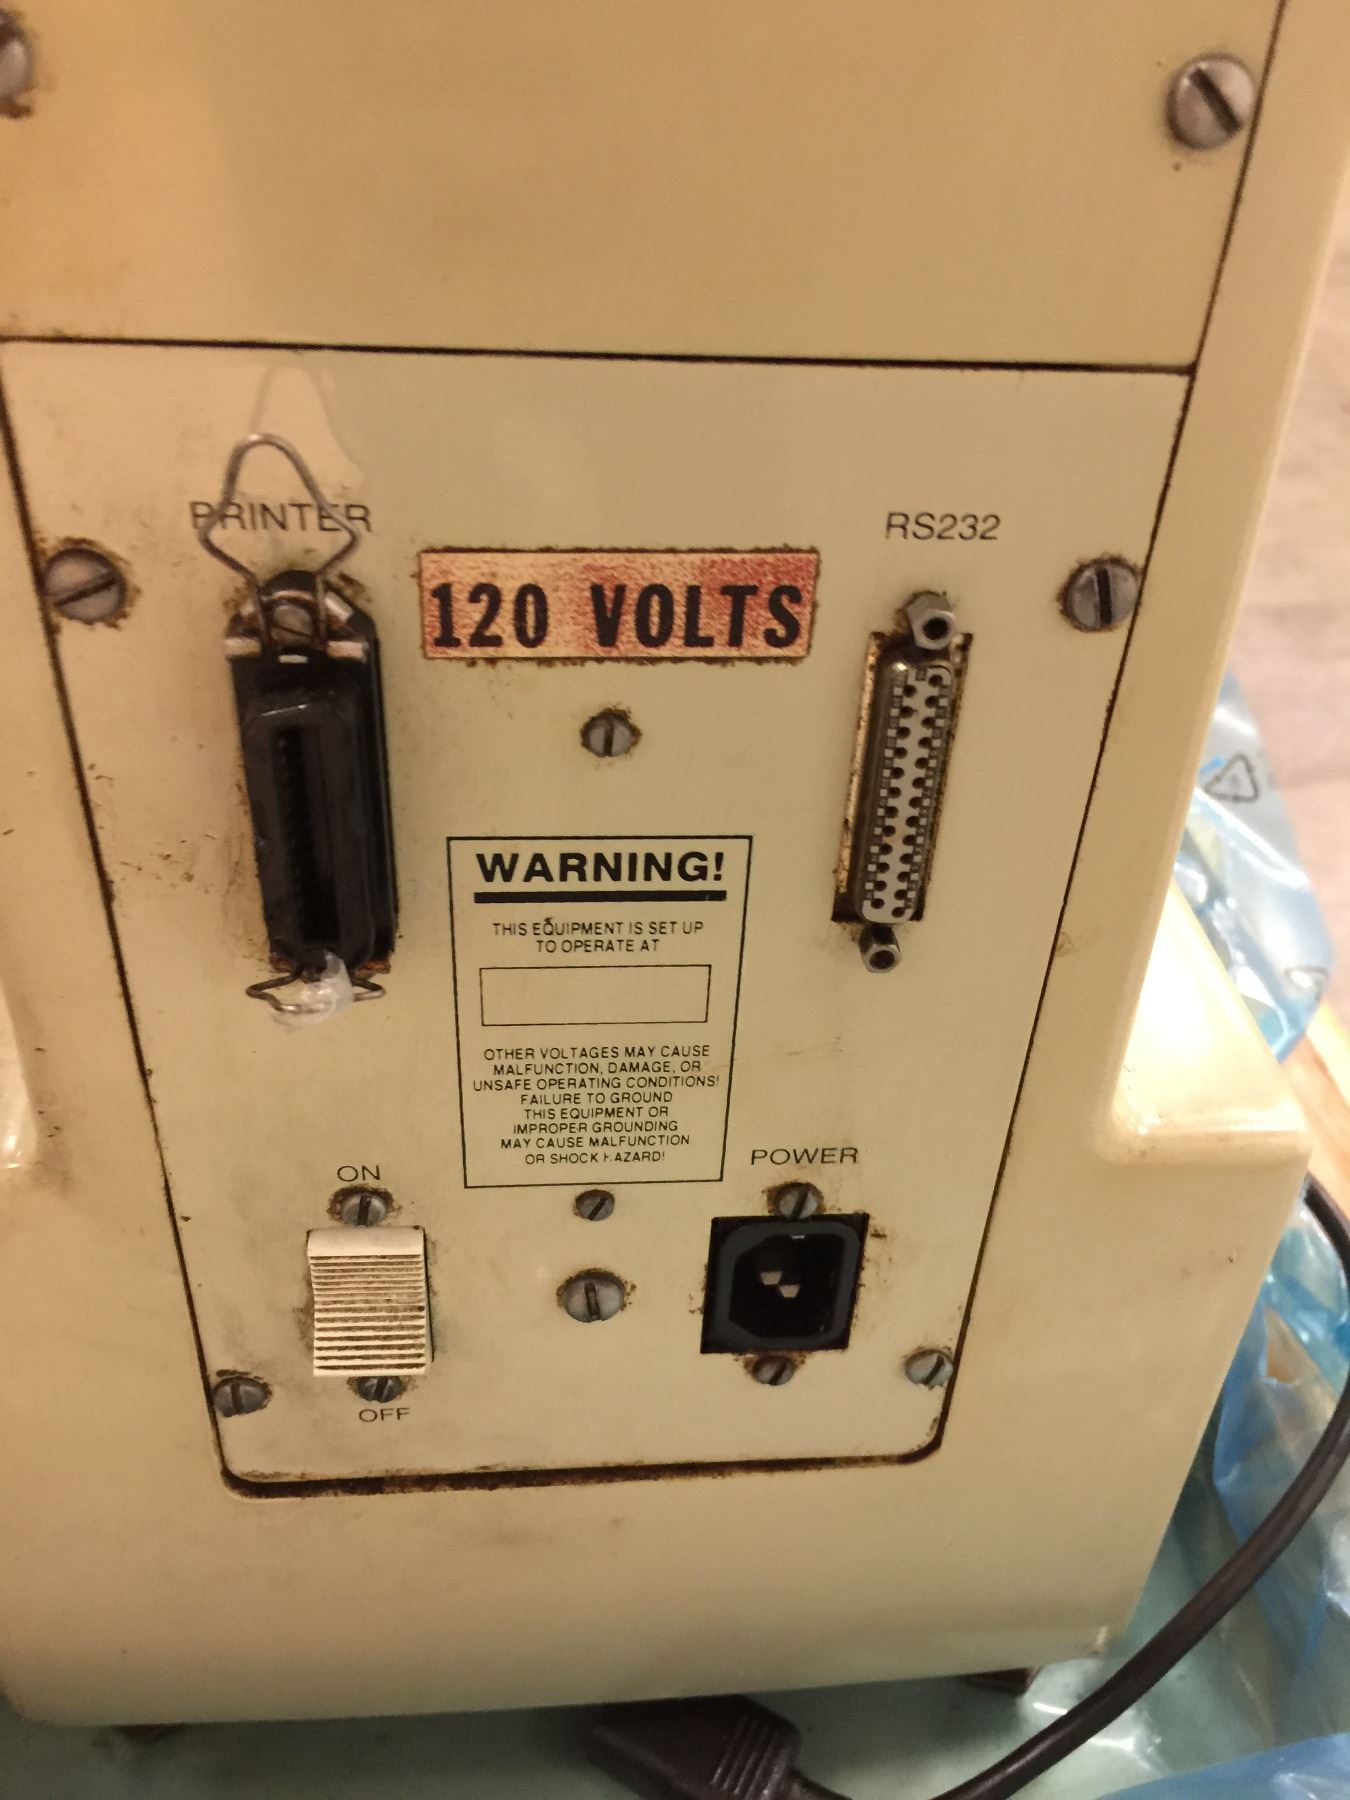 PRINTER
RS232
120 VOLTS
WARNING!
THIS EQUIPMENT IS SET UP
TO OPERATE AT
OTHER VOLTAGES MAY CAUSE
MALFUNCTION, DAMAGE, OR
UNSAFE OPERATING CONDITIONS!
FAILURE TO GROUND
THIS EQUIPMENT OR
IMPROPER GROUNDING
MAY CAUSE MALFUNCTION
OR SHOCK HAZARD!
ON
POWER
OFF